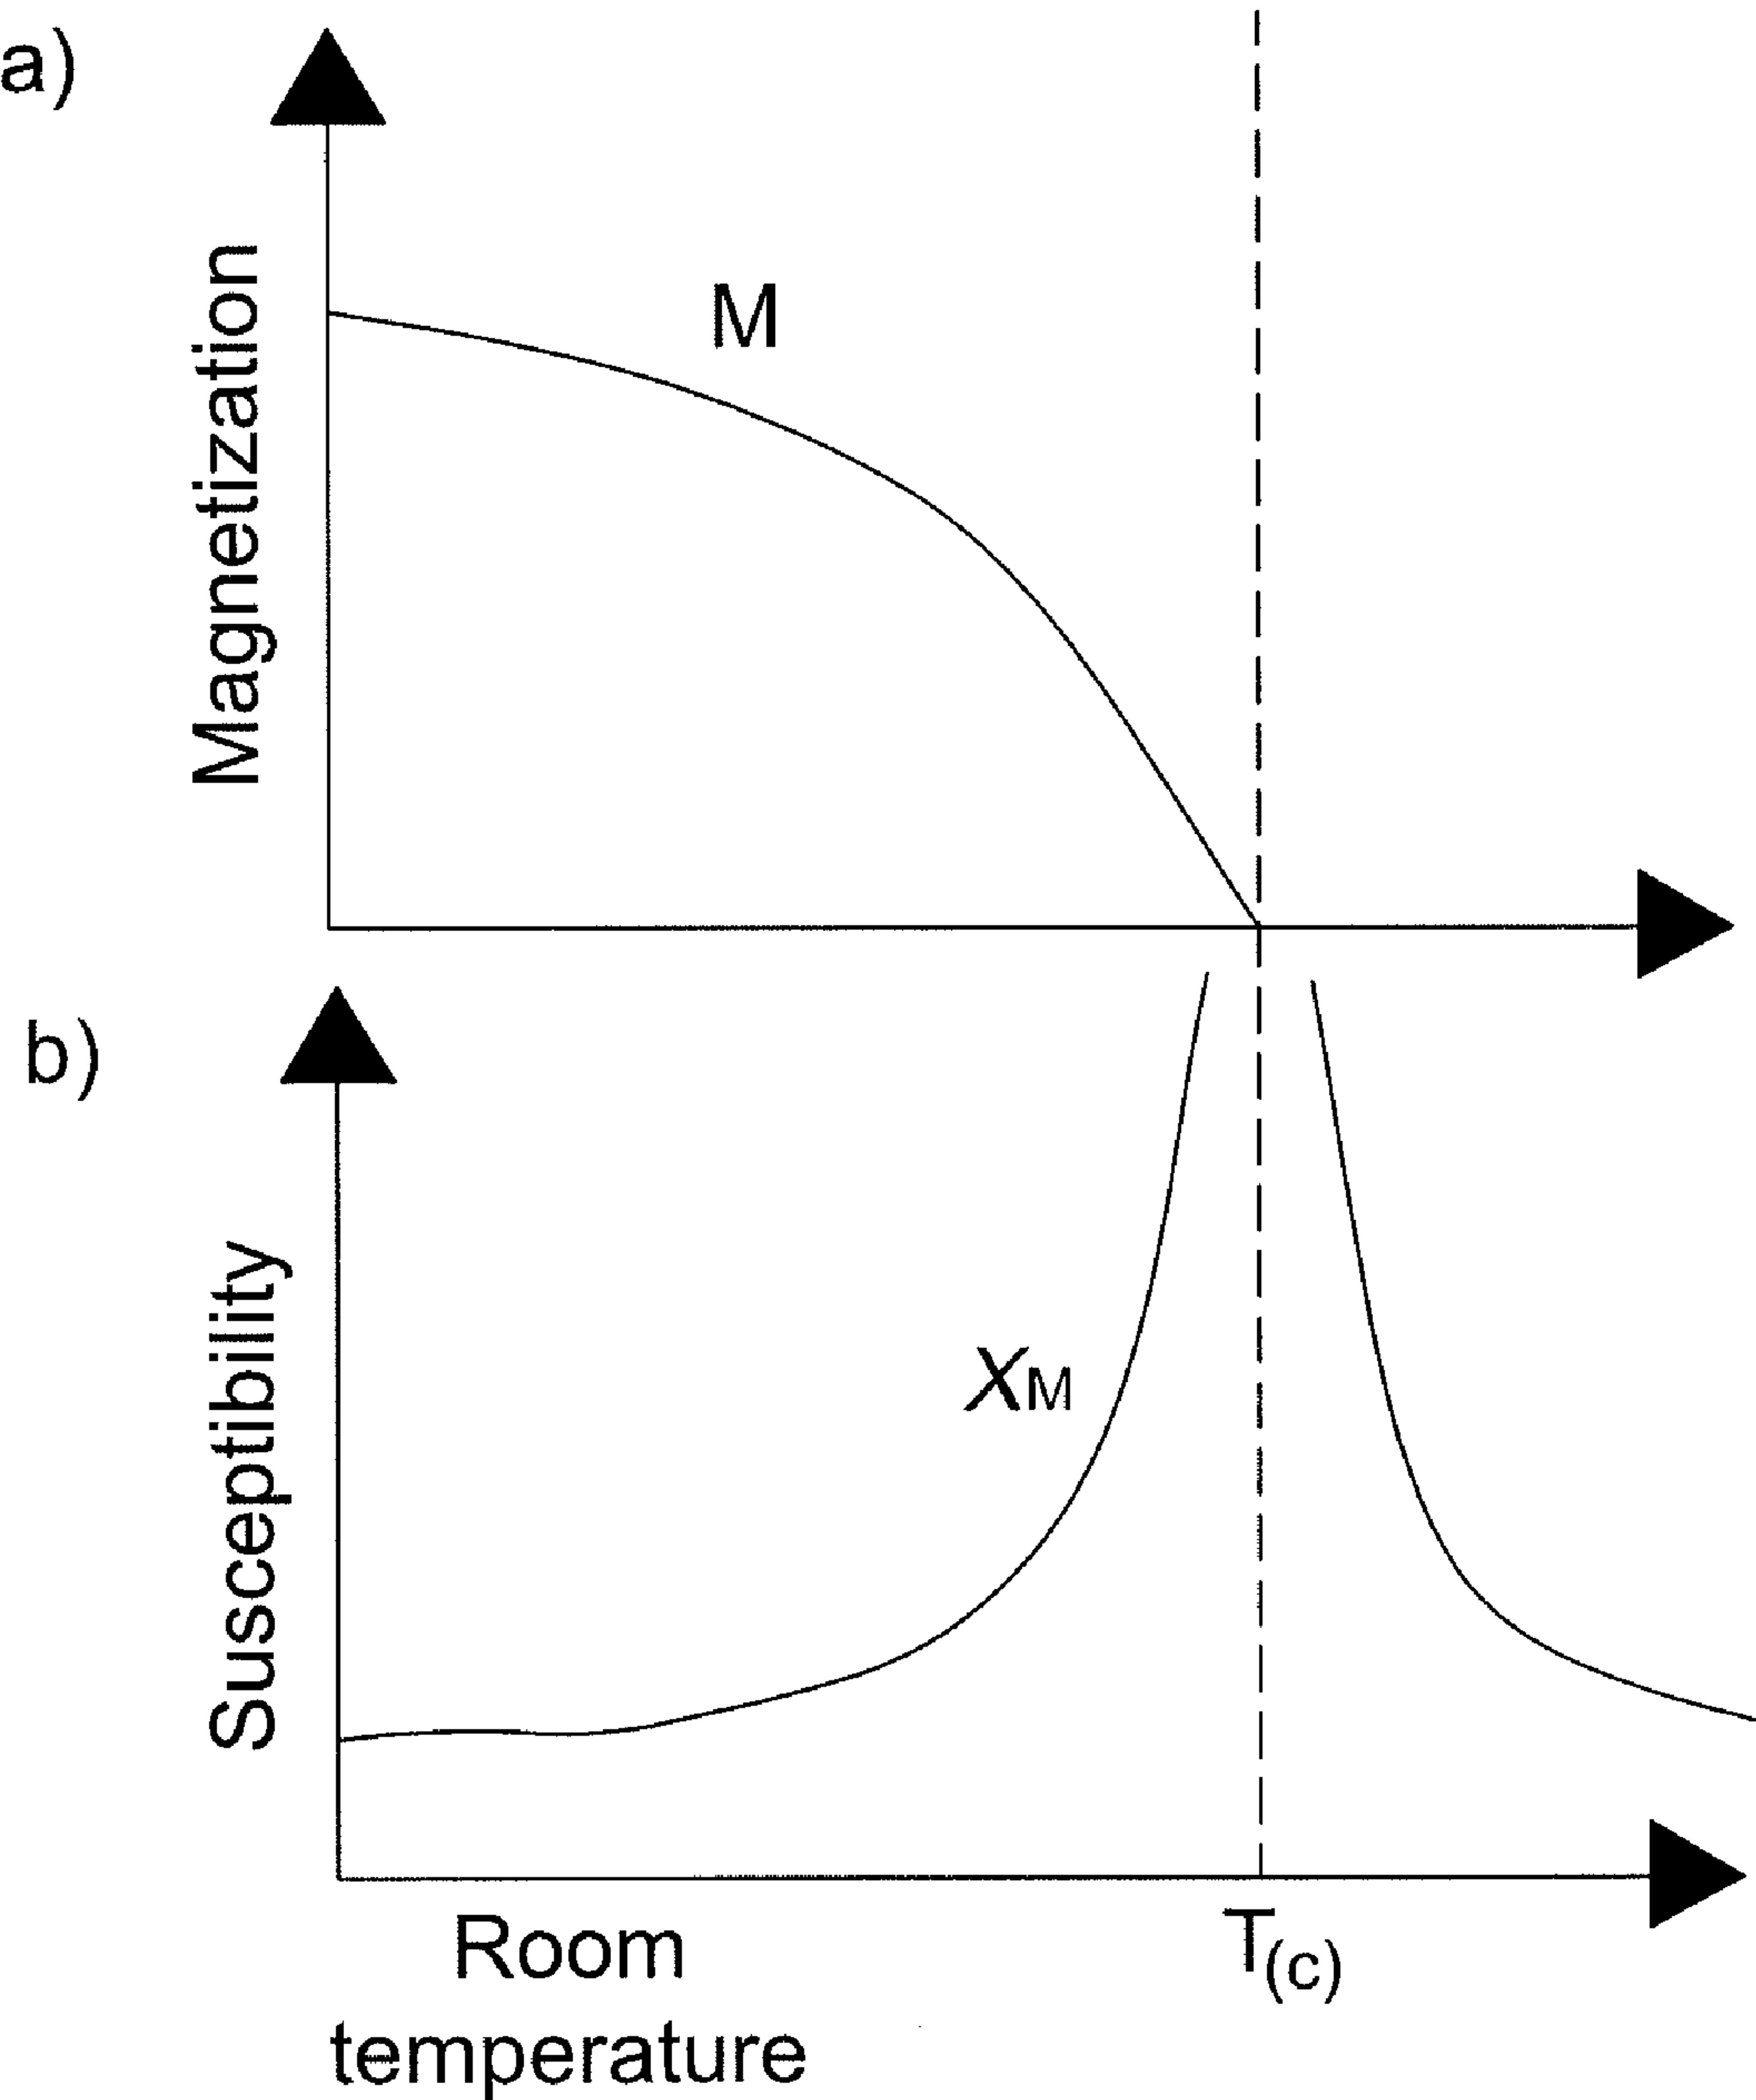 a)
Magnetization
M
b)
Susceptibility
XM
Room
temperature
T(c)